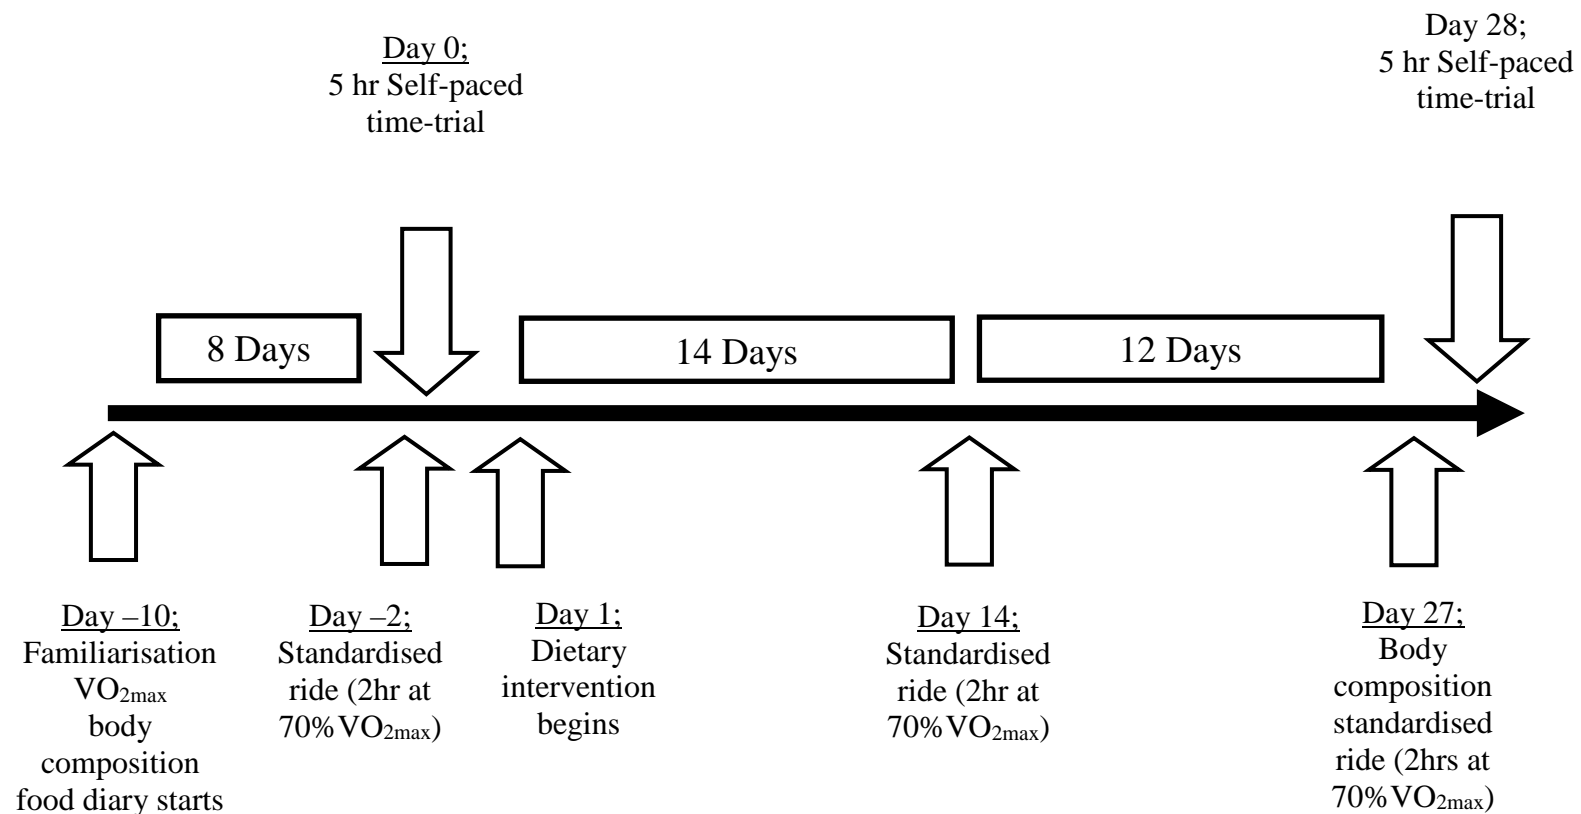 Day 0;
5 hr Self-paced
time-trial
Day 28;
5 hr Self-paced
time-trial
8 Days
14 Days
12 Days
Day –10;
Familiarisation
VO2max
body
composition
food diary starts
Day –2;
Standardised
ride (2hr at
70%VO2max)
Day 1;
Dietary
intervention
begins
Day 14;
Standardised
ride (2hr at
70%VO2max)
Day 27;
Body
composition
standardised
ride (2hrs at
70%VO2max)